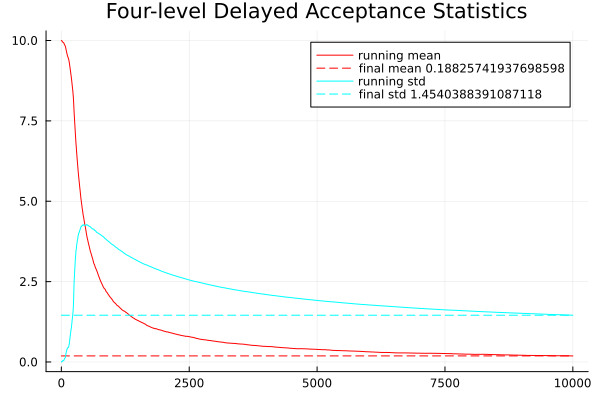 Four-level Delayed Acceptance Statistics
10.0
7.5
5.0
2.5
0.0
running mean
final mean 0.18825741937698598
running std
final std 1.4540388391087118
0 2500 5000 7500 10000